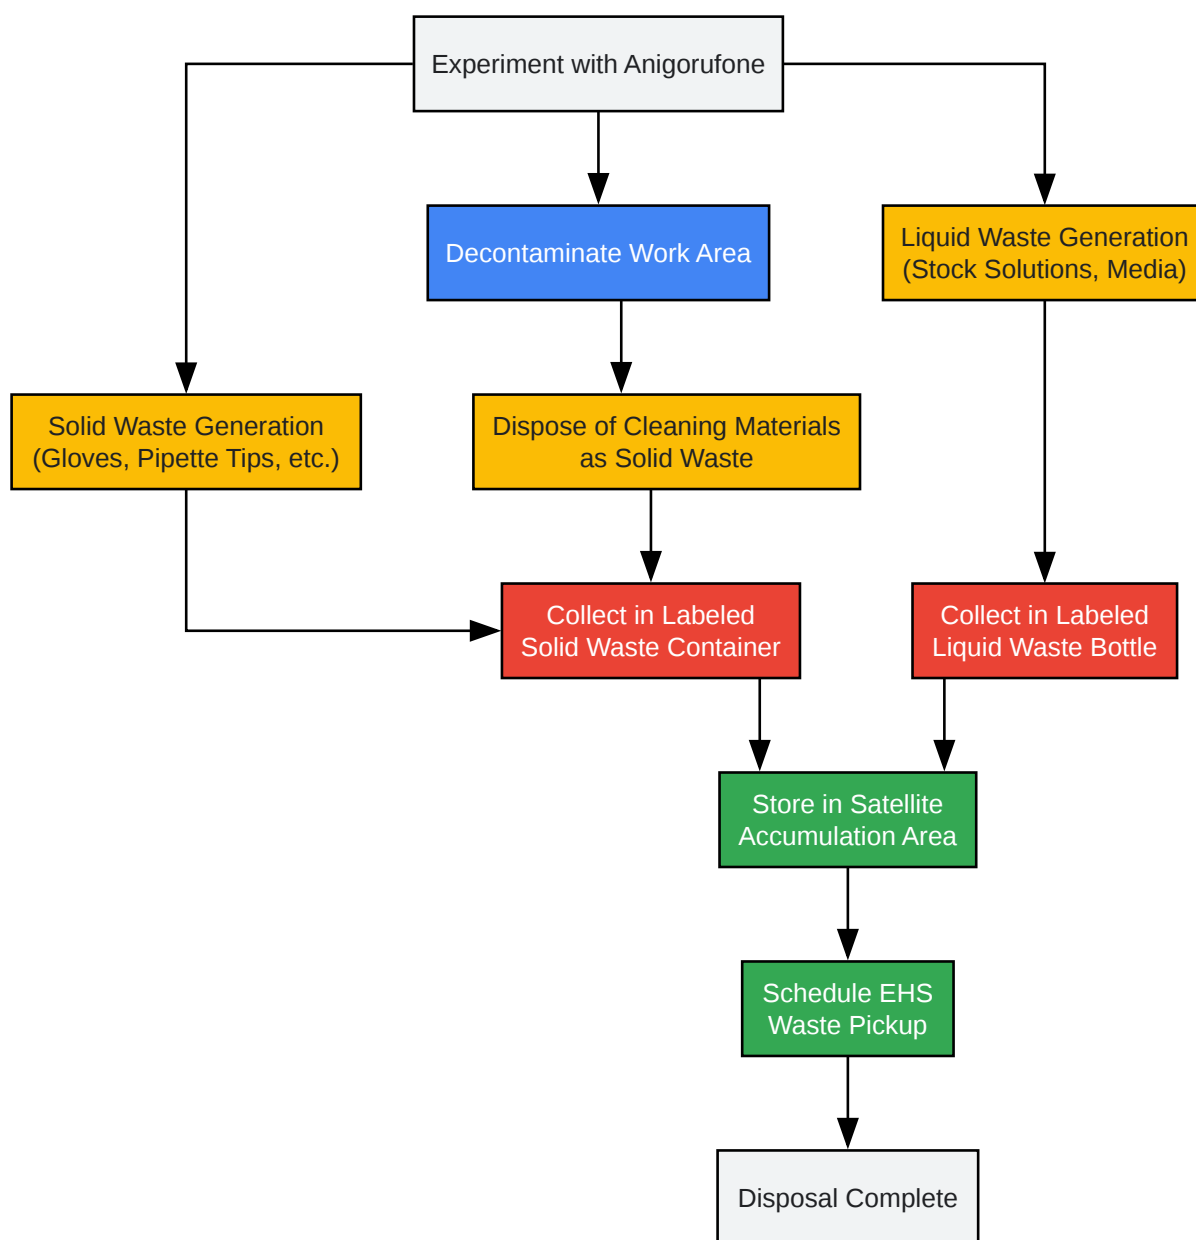 Experiment with Anigorufone
Decontaminate Work Area
Liquid Waste Generation
(Stock Solutions, Media)
Solid Waste Generation
(Gloves, Pipette Tips, etc.)
Dispose of Cleaning Materials
as Solid Waste
Collect in Labeled
Solid Waste Container
Collect in Labeled
Liquid Waste Bottle
Store in Satellite
Accumulation Area
Schedule EHS
Waste Pickup
Disposal Complete